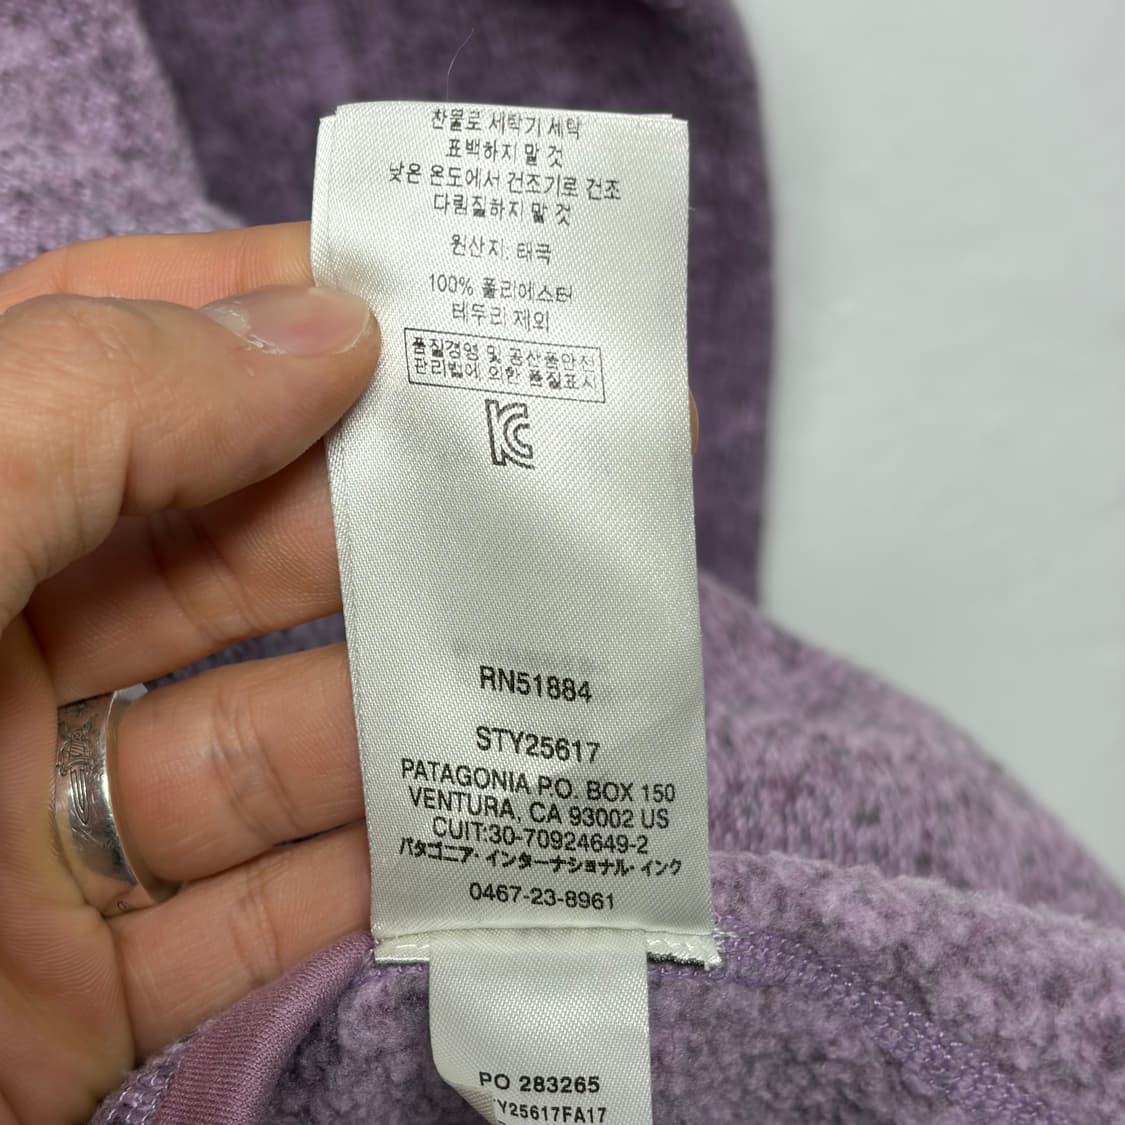 찬물로 세탁기 세탁
표백하지 말 것
낮은 온도에서 건조기로 건조
다림질하지 말 것
원산지: 태국
100% 폴리에스터
테두리 제외
품질경영 및 공산품안전
관리법에 의한 품질표시
KC
RN51884
STY25617
PATAGONIA P.O. BOX 150
VENTURA, CA 93002 US
CUIT:30-70924649-2
パタゴニア・インターナショナル・インク
0467-23-8961
PO 283265
Y25617FA17